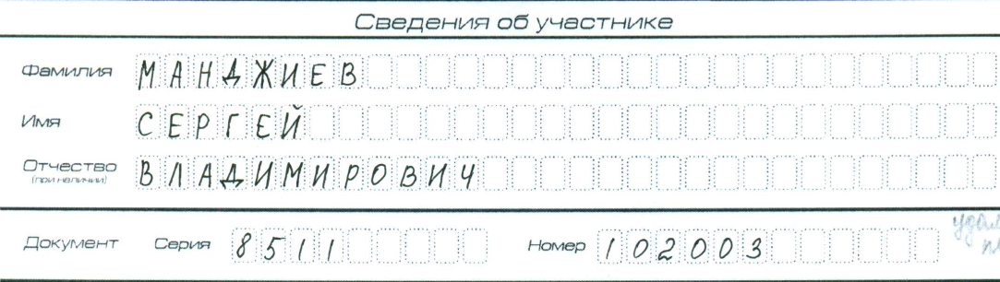 Сведения об участнике
Фамилия МАНДЖИЕВ
Имя СЕРГЕЙ
Отчество ВЛАДИМИРОВИЧ
(при наличии)
Документ Серия 8511 Номер 102003